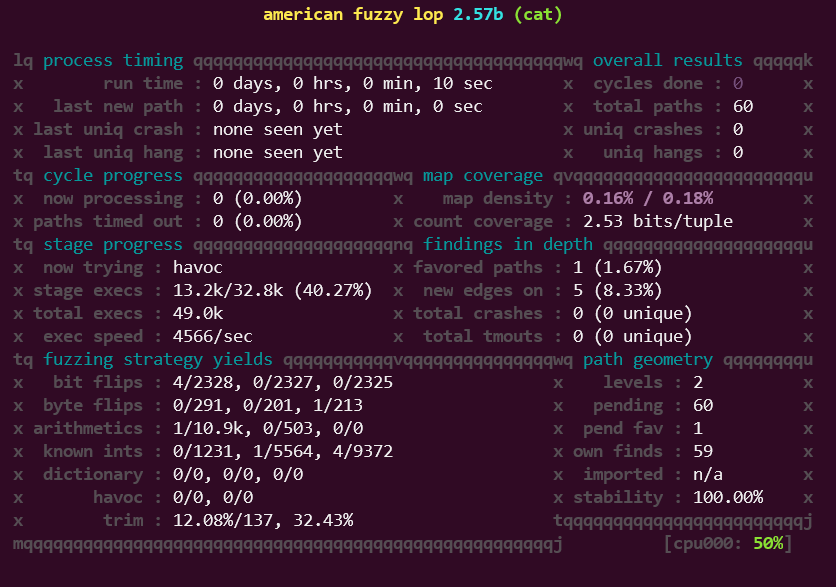 american fuzzy lop 2.57b (cat)
lq process timing qqqqqqqqqqqqqqqqqqqqqqqqqqqqqqqqqqqqqwq overall results qqqqqk
x        run time : 0 days, 0 hrs, 0 min, 10 sec       x  cycles done : 0      x
x   last new path : 0 days, 0 hrs, 0 min, 0 sec        x  total paths : 60     x
x last uniq crash : none seen yet                      x uniq crashes : 0      x
x  last uniq hang : none seen yet                      x   uniq hangs : 0      x
tq cycle progress qqqqqqqqqqqqqqqqqqqqwq map coverage qvqqqqqqqqqqqqqqqqqqqqqqqu
x  now processing : 0 (0.00%)         x    map density : 0.16% / 0.18%         x
x paths timed out : 0 (0.00%)         x count coverage : 2.53 bits/tuple       x
tq stage progress qqqqqqqqqqqqqqqqqqqqnq findings in depth qqqqqqqqqqqqqqqqqqqqu
x  now trying : havoc                 x favored paths : 1 (1.67%)              x
x stage execs : 13.2k/32.8k (40.27%)  x  new edges on : 5 (8.33%)              x
x total execs : 49.0k                 x total crashes : 0 (0 unique)           x
x  exec speed : 4566/sec              x  total tmouts : 0 (0 unique)           x
tq fuzzing strategy yields qqqqqqqqqqqvqqqqqqqqqqqqqqqwq path geometry qqqqqqqqu
x   bit flips : 4/2328, 0/2327, 0/2325                x    levels : 2          x
x  byte flips : 0/291, 0/201, 1/213                   x   pending : 60         x
x arithmetics : 1/10.9k, 0/503, 0/0                   x  pend fav : 1          x
x  known ints : 0/1231, 1/5564, 4/9372                x own finds : 59         x
x  dictionary : 0/0, 0/0, 0/0                         x  imported : n/a        x
x       havoc : 0/0, 0/0                              x stability : 100.00%    x
x        trim : 12.08%/137, 32.43%                    tqqqqqqqqqqqqqqqqqqqqqqqqj
mqqqqqqqqqqqqqqqqqqqqqqqqqqqqqqqqqqqqqqqqqqqqqqqqqqqqqj          [cpu000: 50%]